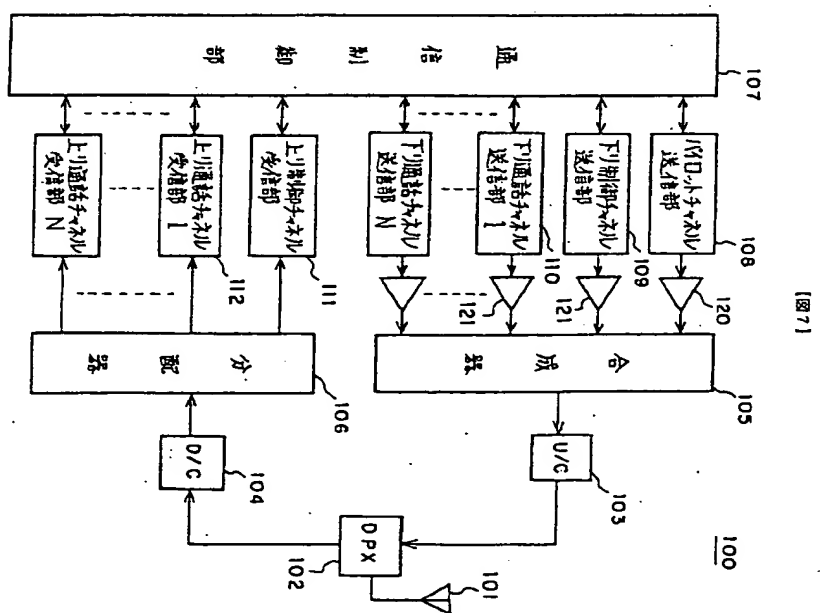 【図7】
100
101
102
DPX
103
U/C
104
D/C
105
合成器
106
分配器
120
121
121
108
パイロットチャネル
送信部
109
下り制御チャネル
送信部
110
下り通話チャネル
送信部 1
下り通話チャネル
送信部 N
111
上り制御チャネル
受信部
112
上り通話チャネル
受信部 1
上り通話チャネル
受信部 N
107
通信制御部